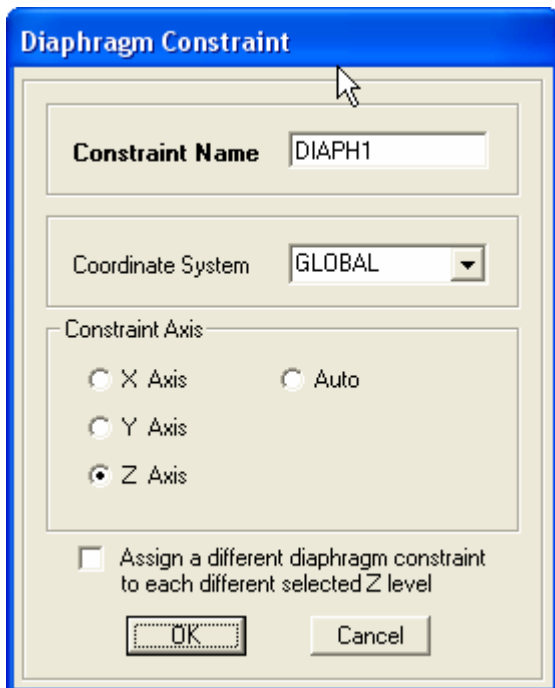 Diaphragm Constraint
Constraint Name DIAPH1
Coordinate System GLOBAL
Constraint Axis
X Axis Auto
Y Axis
Z Axis
Assign a different diaphragm constraint
to each different selected Z level
OK Cancel